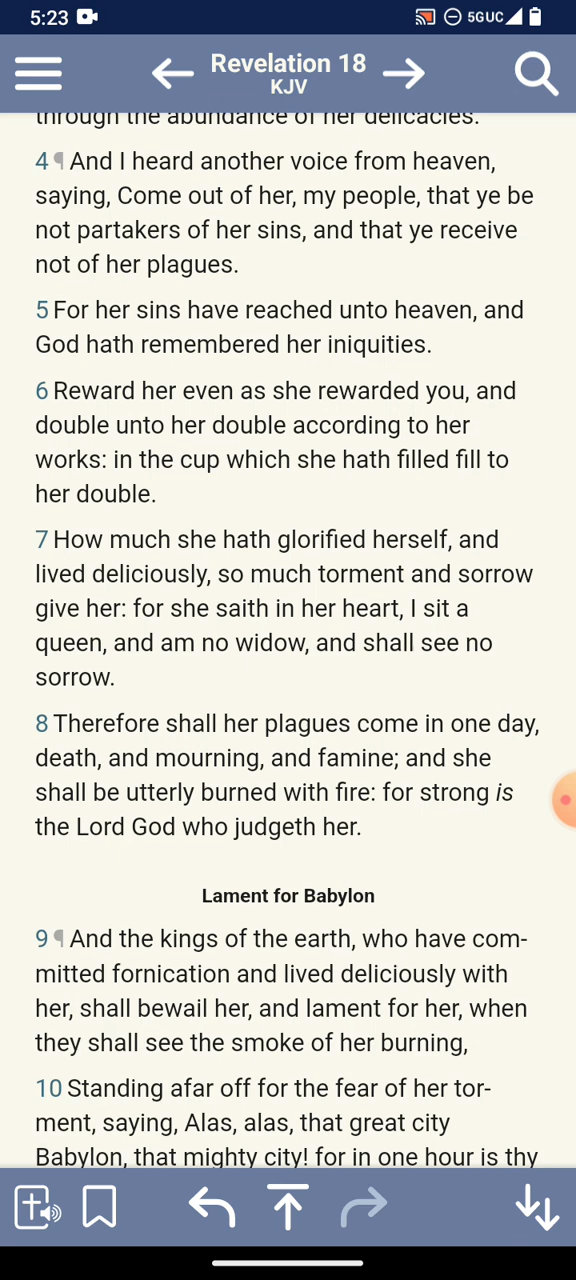 5:23
5GUC
Revelation 18
KJV
through the abundance of her delicacies.
4 ¶ And I heard another voice from heaven,
saying, Come out of her, my people, that ye be
not partakers of her sins, and that ye receive
not of her plagues.
5 For her sins have reached unto heaven, and
God hath remembered her iniquities.
6 Reward her even as she rewarded you, and
double unto her double according to her
works: in the cup which she hath filled fill to
her double.
7 How much she hath glorified herself, and
lived deliciously, so much torment and sorrow
give her: for she saith in her heart, I sit a
queen, and am no widow, and shall see no
sorrow.
8 Therefore shall her plagues come in one day,
death, and mourning, and famine; and she
shall be utterly burned with fire: for strong is
the Lord God who judgeth her.
Lament for Babylon
9 ¶ And the kings of the earth, who have com-
mitted fornication and lived deliciously with
her, shall bewail her, and lament for her, when
they shall see the smoke of her burning,
10 Standing afar off for the fear of her tor-
ment, saying, Alas, alas, that great city
Babylon, that mighty city! for in one hour is thy